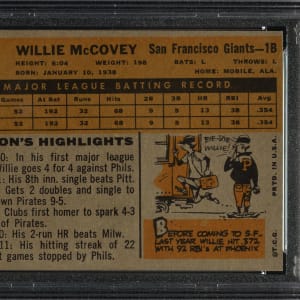 WILLIE McCOVEY San Francisco Giants—1B
HEIGHT: 6:04 WEIGHT: 198 BATS: L THROWS: L
BORN: JANUARY 10, 1938 HOME: MOBILE, ALA.
MAJOR LEAGUE BATTING RECORD
Games At Bat Runs Hits 2B 3B HR R.B.I. Avg.
52 192 32 68 9 5 13 38 .354
52 192 32 68 9 5 13 38 .354
ON'S HIGHLIGHTS
0: In his first major league
Willie goes 4 for 4 against Phils.
: His 8th inn. single beats Pitt.
Gets 2 doubles and single to
own Pirates 9-5.
Clubs first homer to spark 4-3
of Pirates.
0: His 2-run HR beats Milw.
11: His hitting streak of 22
t games stopped by Phils.
BYE-BYE,
WILLIE!
P
BEFORE COMING TO S.F.
LAST YEAR WILLIE HIT .372
WITH 92 RBI's AT PHOENIX
©T.C.G. PRTD. IN U.S.A.